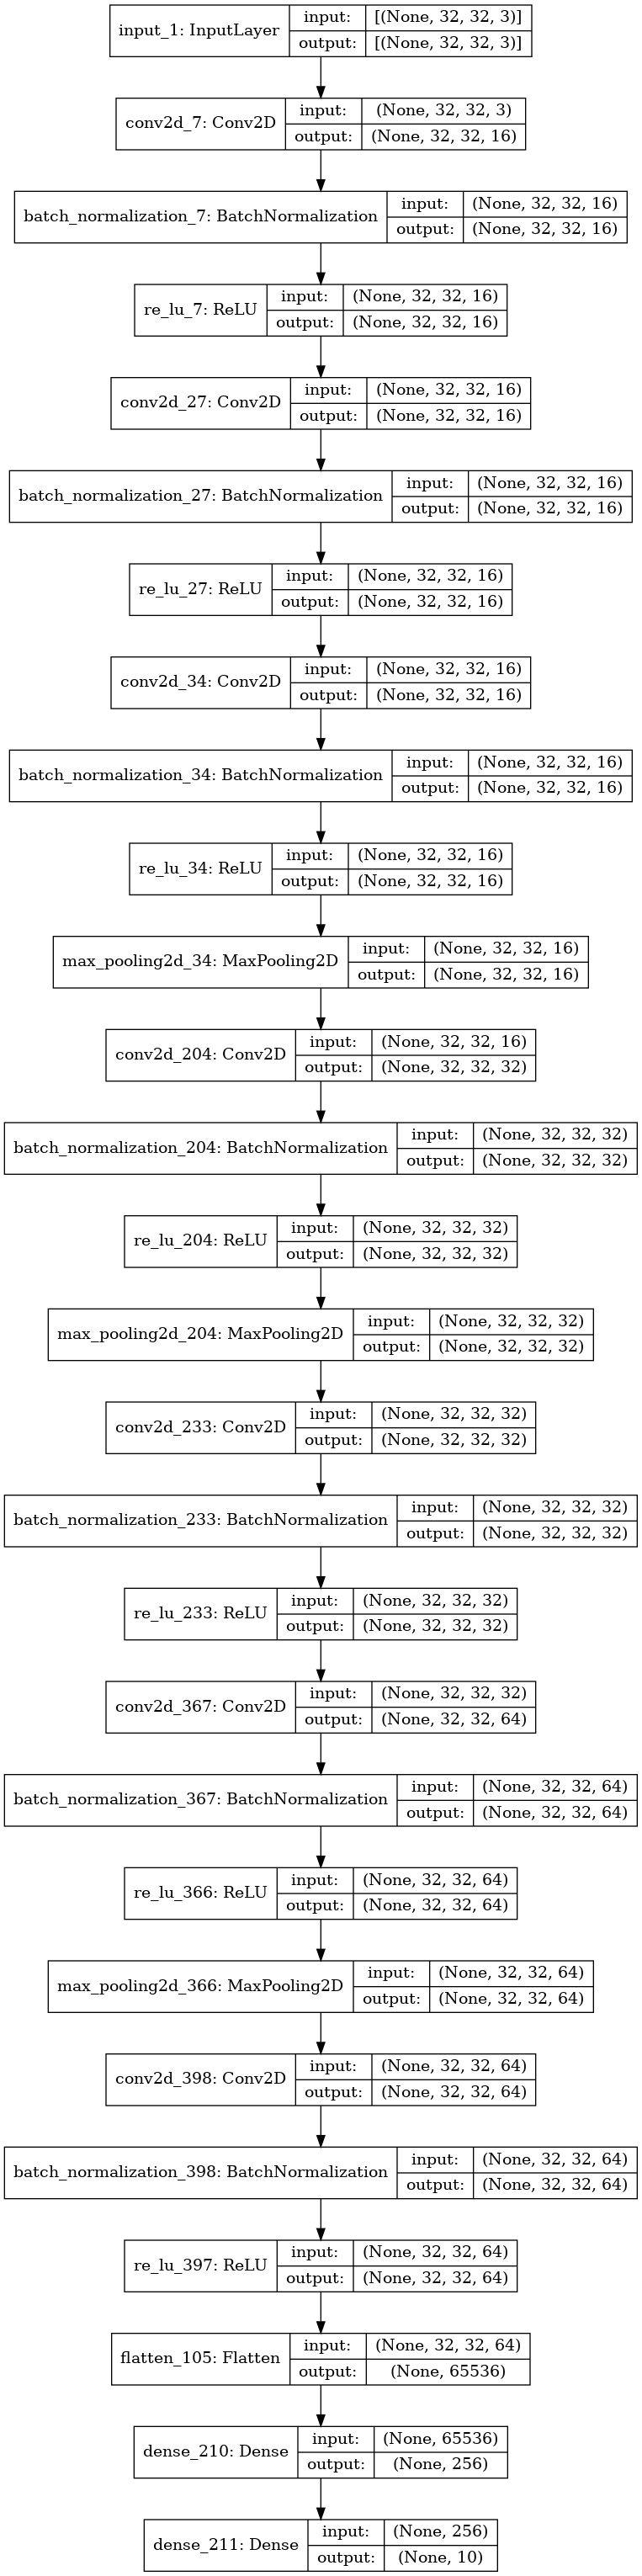 input_1: InputLayer
input: [(None, 32, 32, 3)]
output: [(None, 32, 32, 3)]
conv2d_7: Conv2D
input: (None, 32, 32, 3)
output: (None, 32, 32, 16)
batch_normalization_7: BatchNormalization
input: (None, 32, 32, 16)
output: (None, 32, 32, 16)
re_lu_7: ReLU
input: (None, 32, 32, 16)
output: (None, 32, 32, 16)
conv2d_27: Conv2D
input: (None, 32, 32, 16)
output: (None, 32, 32, 16)
batch_normalization_27: BatchNormalization
input: (None, 32, 32, 16)
output: (None, 32, 32, 16)
re_lu_27: ReLU
input: (None, 32, 32, 16)
output: (None, 32, 32, 16)
conv2d_34: Conv2D
input: (None, 32, 32, 16)
output: (None, 32, 32, 16)
batch_normalization_34: BatchNormalization
input: (None, 32, 32, 16)
output: (None, 32, 32, 16)
re_lu_34: ReLU
input: (None, 32, 32, 16)
output: (None, 32, 32, 16)
max_pooling2d_34: MaxPooling2D
input: (None, 32, 32, 16)
output: (None, 32, 32, 16)
conv2d_204: Conv2D
input: (None, 32, 32, 16)
output: (None, 32, 32, 32)
batch_normalization_204: BatchNormalization
input: (None, 32, 32, 32)
output: (None, 32, 32, 32)
re_lu_204: ReLU
input: (None, 32, 32, 32)
output: (None, 32, 32, 32)
max_pooling2d_204: MaxPooling2D
input: (None, 32, 32, 32)
output: (None, 32, 32, 32)
conv2d_233: Conv2D
input: (None, 32, 32, 32)
output: (None, 32, 32, 32)
batch_normalization_233: BatchNormalization
input: (None, 32, 32, 32)
output: (None, 32, 32, 32)
re_lu_233: ReLU
input: (None, 32, 32, 32)
output: (None, 32, 32, 32)
conv2d_367: Conv2D
input: (None, 32, 32, 32)
output: (None, 32, 32, 64)
batch_normalization_367: BatchNormalization
input: (None, 32, 32, 64)
output: (None, 32, 32, 64)
re_lu_366: ReLU
input: (None, 32, 32, 64)
output: (None, 32, 32, 64)
max_pooling2d_366: MaxPooling2D
input: (None, 32, 32, 64)
output: (None, 32, 32, 64)
conv2d_398: Conv2D
input: (None, 32, 32, 64)
output: (None, 32, 32, 64)
batch_normalization_398: BatchNormalization
input: (None, 32, 32, 64)
output: (None, 32, 32, 64)
re_lu_397: ReLU
input: (None, 32, 32, 64)
output: (None, 32, 32, 64)
flatten_105: Flatten
input: (None, 32, 32, 64)
output: (None, 65536)
dense_210: Dense
input: (None, 65536)
output: (None, 256)
dense_211: Dense
input: (None, 256)
output: (None, 10)